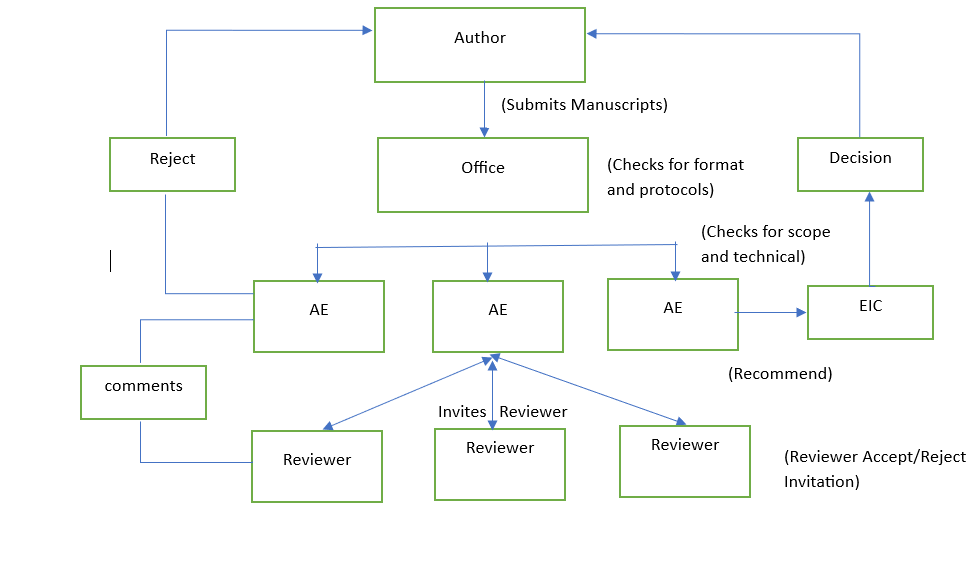 Author
(Submits Manuscripts)
Reject
Office
(Checks for format
and protocols)
Decision
(Checks for scope
and technical)
AE
AE
AE
EIC
comments
(Recommend)
Invites Reviewer
Reviewer
Reviewer
Reviewer
(Reviewer Accept/Reject
Invitation)